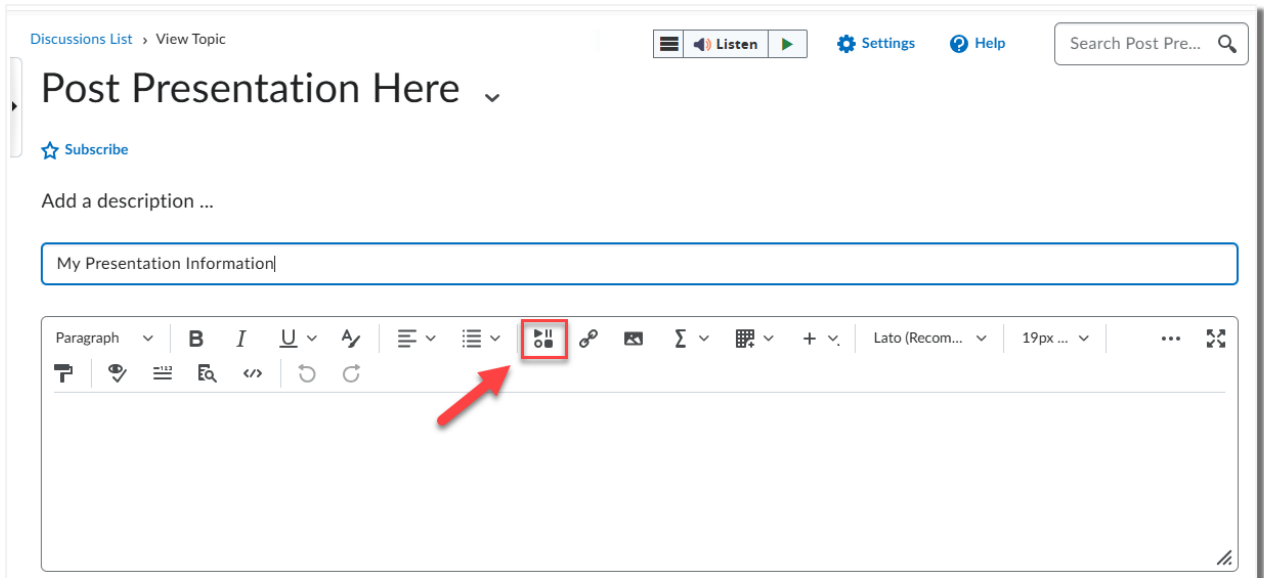 Discussions List › View Topic
Listen
Settings
Help
Search Post Pre...
Post Presentation Here
Subscribe
Add a description ...
My Presentation Information
Paragraph B I U A Σ + Lato (Recom... 19px ... ...